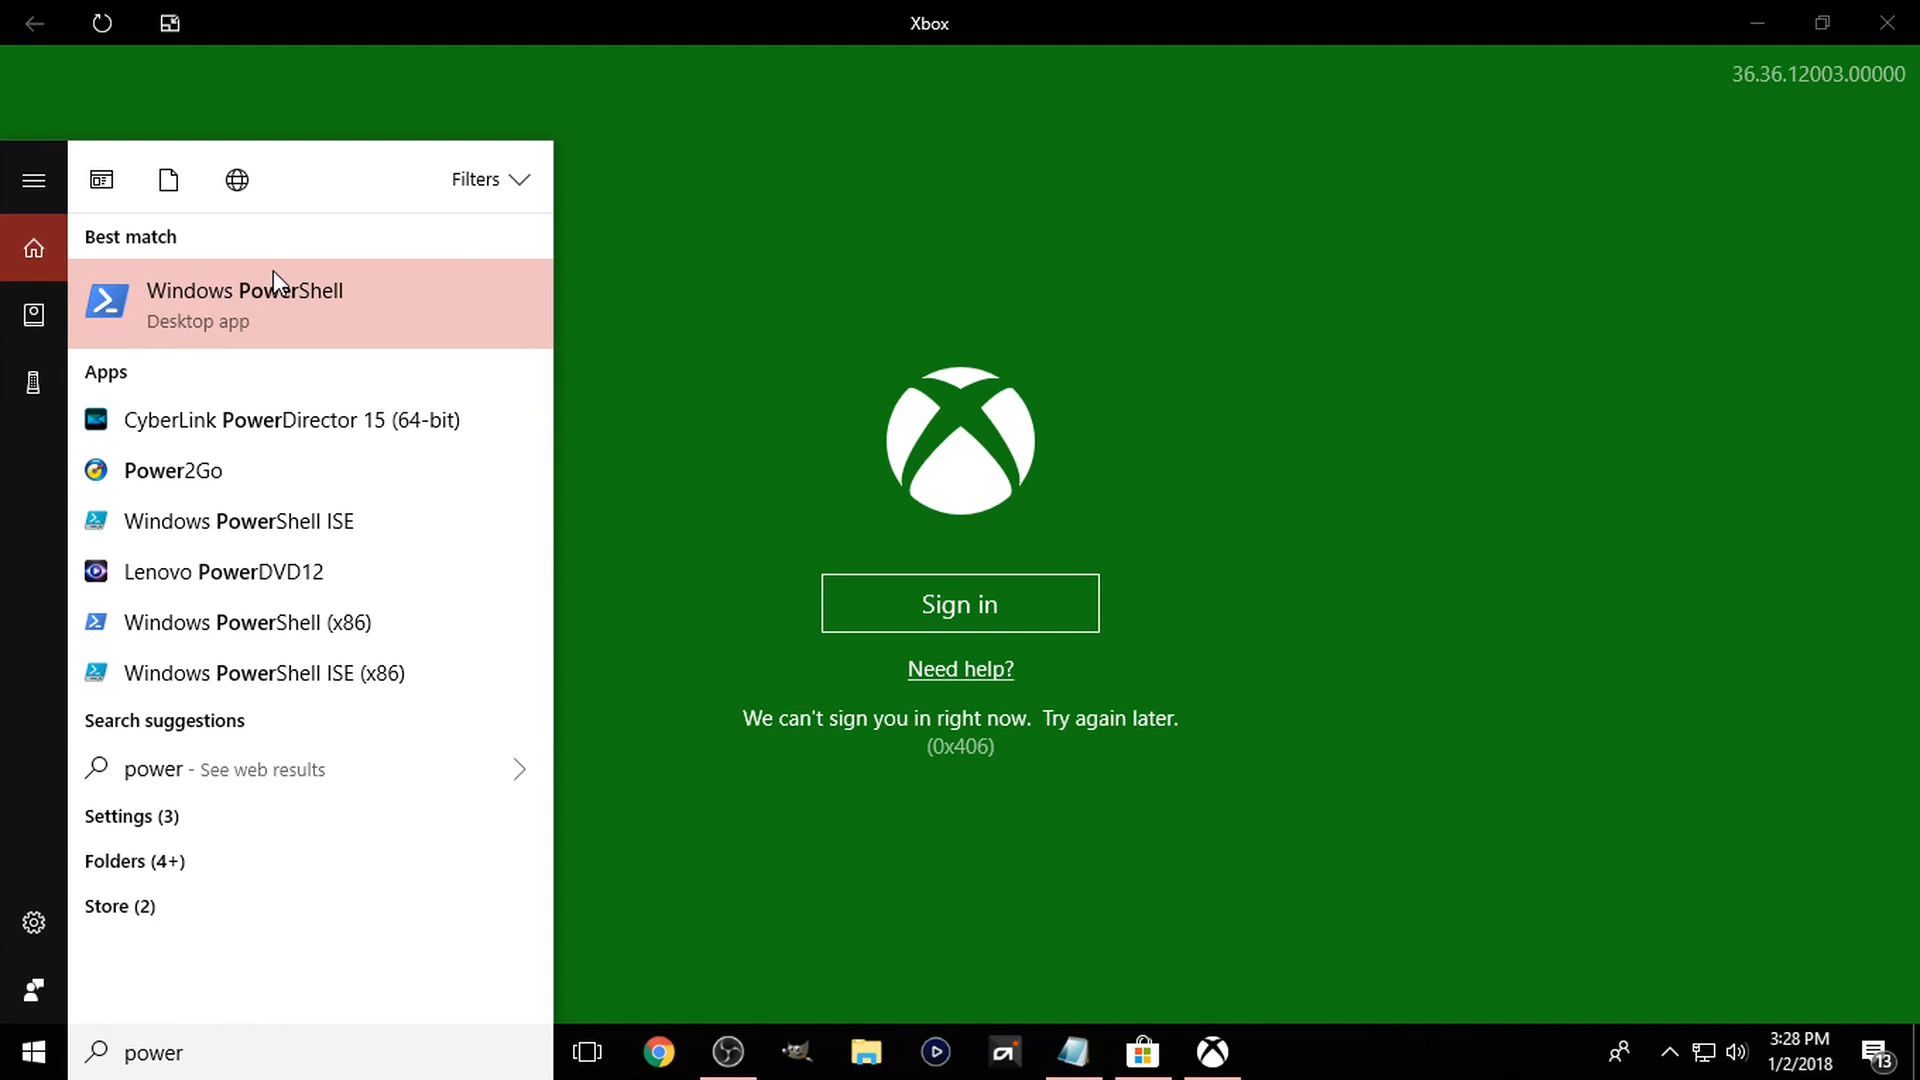 Xbox
36.36.12003.00000
Filters
Best match
Windows PowerShell
Desktop app
Apps
CyberLink PowerDirector 15 (64-bit)
Power2Go
Windows PowerShell ISE
Lenovo PowerDVD12
Windows PowerShell (x86)
Windows PowerShell ISE (x86)
Search suggestions
power - See web results
Settings (3)
Folders (4+)
Store (2)
power
Sign in
Need help?
We can't sign you in right now. Try again later.
(0x406)
3:28 PM
1/2/2018
13